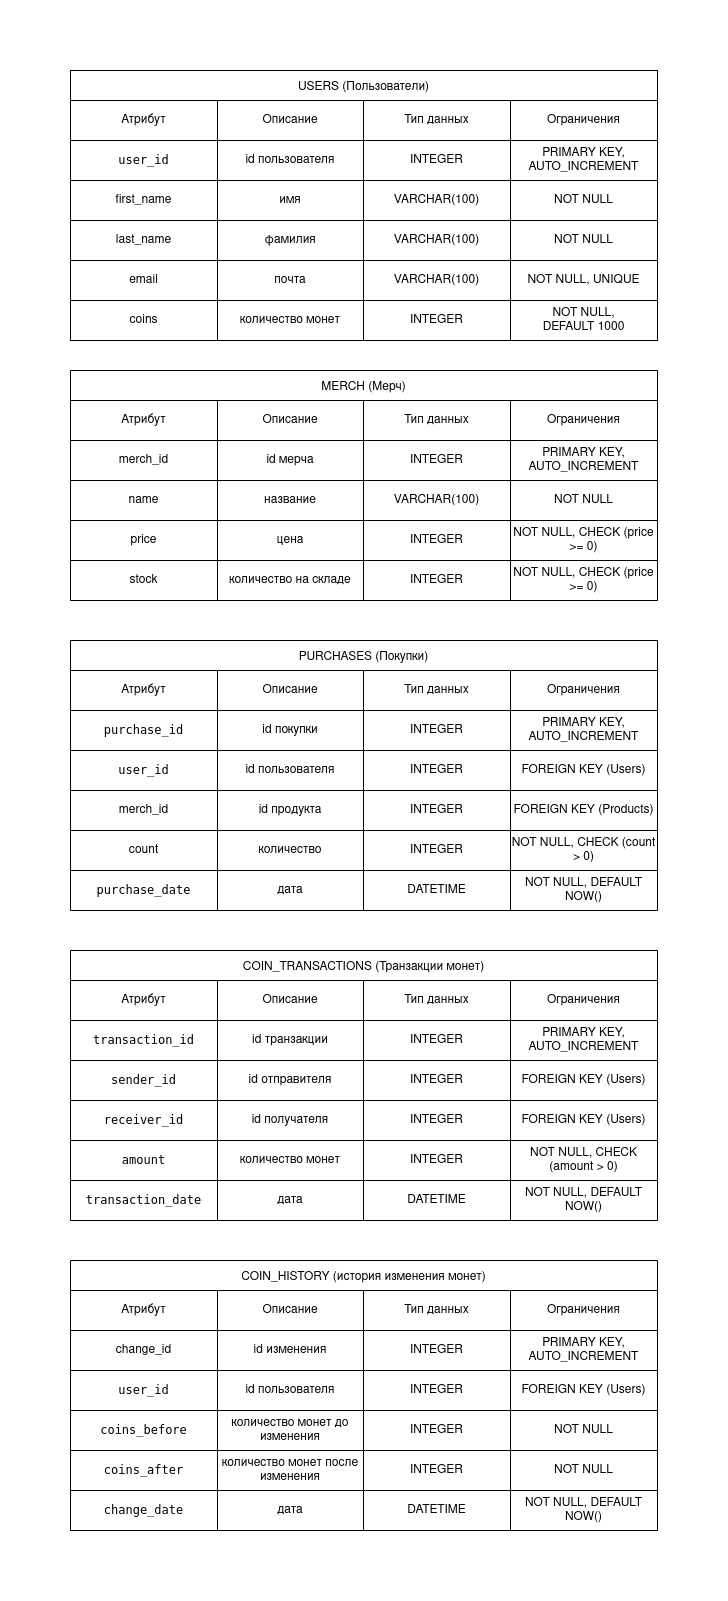 USERS (Пользователи)
Атрибут Описание Тип данных Ограничения
user_id id пользователя INTEGER PRIMARY KEY,
AUTO_INCREMENT
first_name имя VARCHAR(100) NOT NULL
last_name фамилия VARCHAR(100) NOT NULL
email почта VARCHAR(100) NOT NULL, UNIQUE
coins количество монет INTEGER NOT NULL,
DEFAULT 1000
MERCH (Мерч)
Атрибут Описание Тип данных Ограничения
merch_id id мерча INTEGER PRIMARY KEY,
AUTO_INCREMENT
name название VARCHAR(100) NOT NULL
price цена INTEGER NOT NULL, CHECK (price
>= 0)
stock количество на складе INTEGER NOT NULL, CHECK (price
>= 0)
PURCHASES (Покупки)
Атрибут Описание Тип данных Ограничения
purchase_id id покупки INTEGER PRIMARY KEY,
AUTO_INCREMENT
user_id id пользователя INTEGER FOREIGN KEY (Users)
merch_id id продукта INTEGER FOREIGN KEY (Products)
count количество INTEGER NOT NULL, CHECK (count
> 0)
purchase_date дата DATETIME NOT NULL, DEFAULT
NOW()
COIN_TRANSACTIONS (Транзакции монет)
Атрибут Описание Тип данных Ограничения
transaction_id id транзакции INTEGER PRIMARY KEY,
AUTO_INCREMENT
sender_id id отправителя INTEGER FOREIGN KEY (Users)
receiver_id id получателя INTEGER FOREIGN KEY (Users)
amount количество монет INTEGER NOT NULL, CHECK
(amount > 0)
transaction_date дата DATETIME NOT NULL, DEFAULT
NOW()
COIN_HISTORY (история изменения монет)
Атрибут Описание Тип данных Ограничения
change_id id изменения INTEGER PRIMARY KEY,
AUTO_INCREMENT
user_id id пользователя INTEGER FOREIGN KEY (Users)
coins_before количество монет до
изменения INTEGER NOT NULL
coins_after количество монет после
изменения INTEGER NOT NULL
change_date дата DATETIME NOT NULL, DEFAULT
NOW()